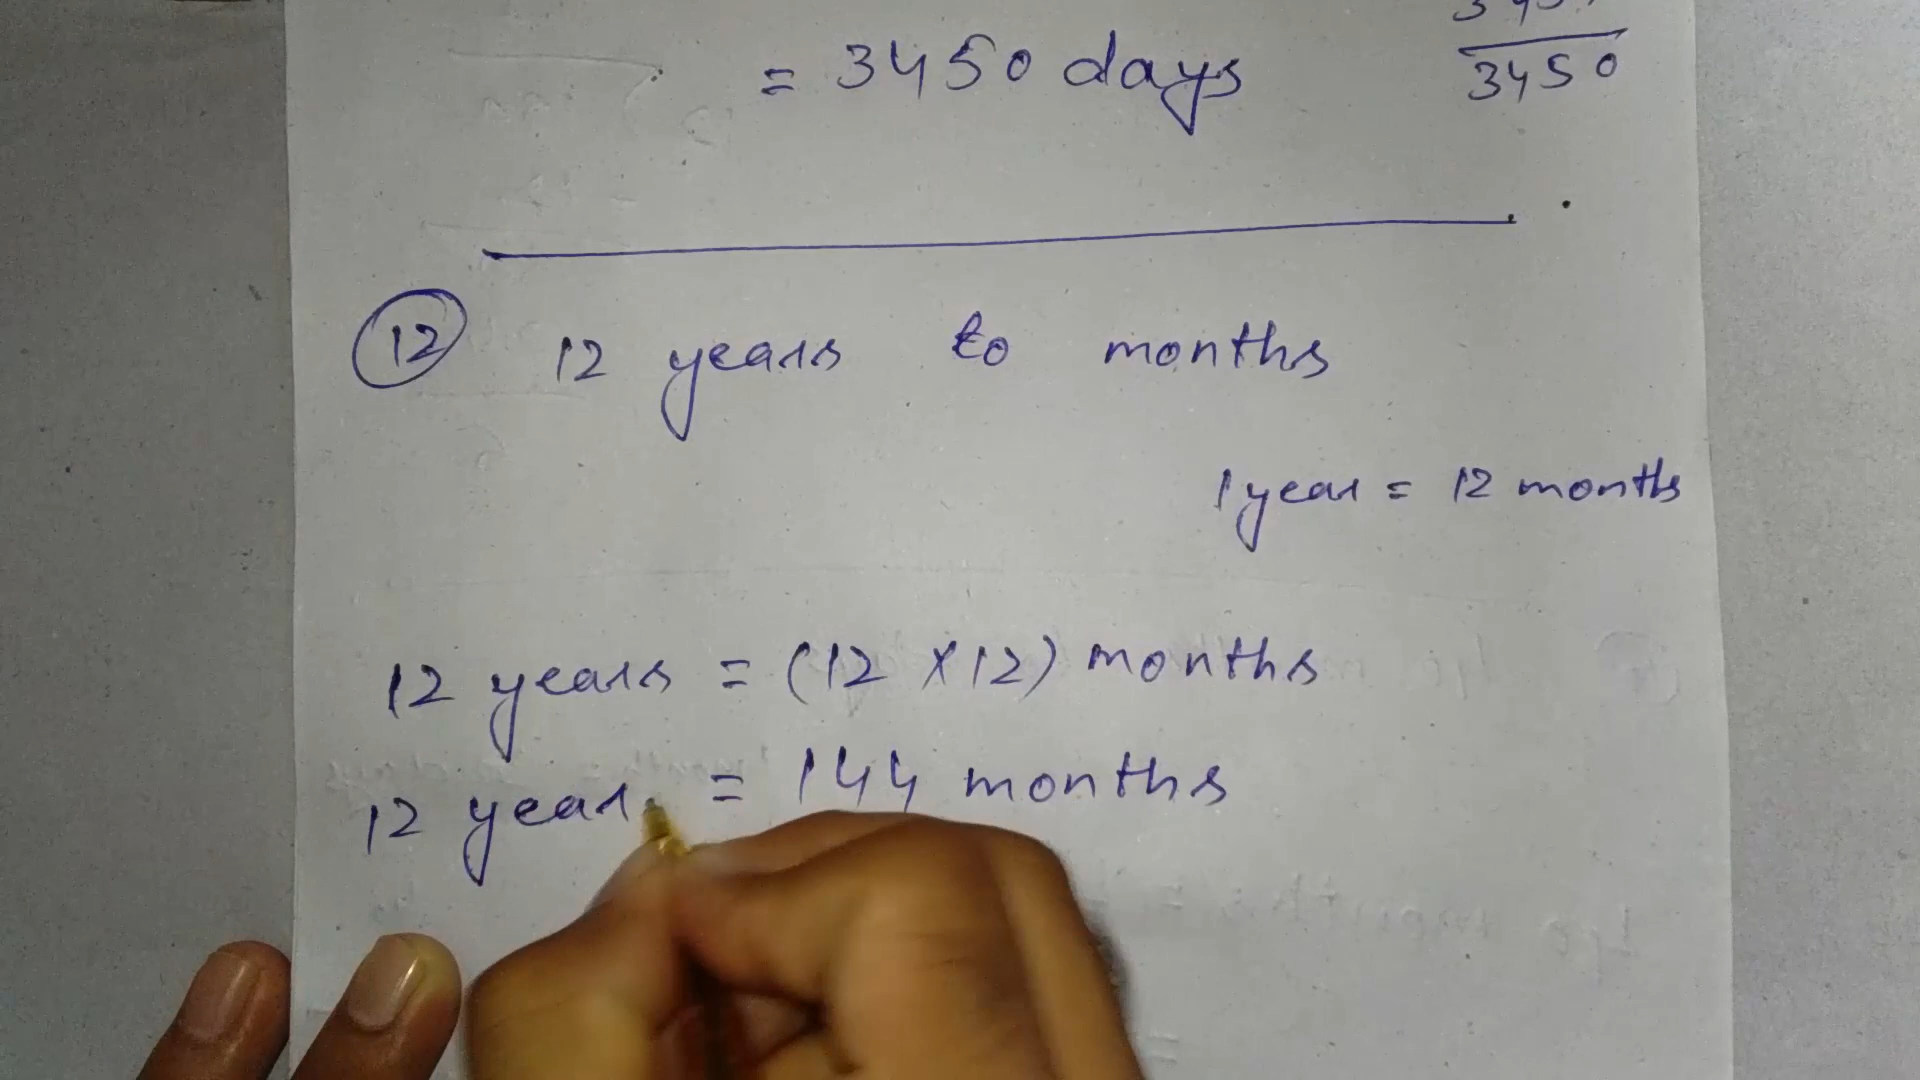 = 3450 days
3450
12 12 years to months
1 year = 12 months
12 years = (12 × 12) months
12 year = 144 months